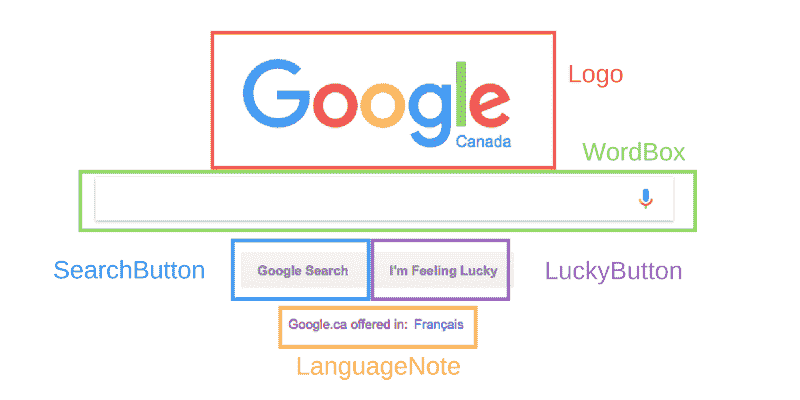 Google
Canada
Logo
WordBox
SearchButton
Google Search
I'm Feeling Lucky
LuckyButton
Google.ca offered in: Français
LanguageNote